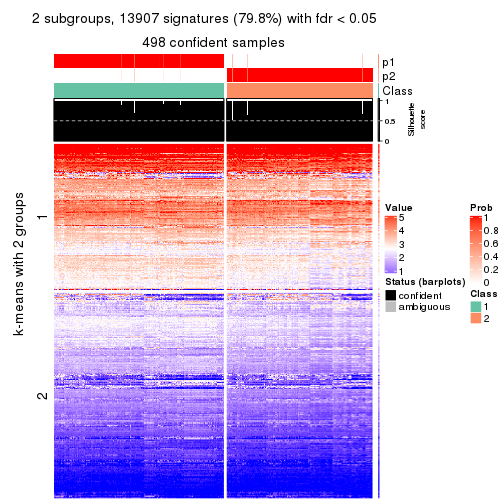 2 subgroups, 13907 signatures (79.8%) with fdr < 0.05
498 confident samples
p1
p2
Class
1
0.5
0
Silhouette
score
k-means with 2 groups
1
2
Value
5
4
3
2
1
Status (barplots)
confident
ambiguous
Prob
1
0.8
0.6
0.4
0.2
0
Class
1
2